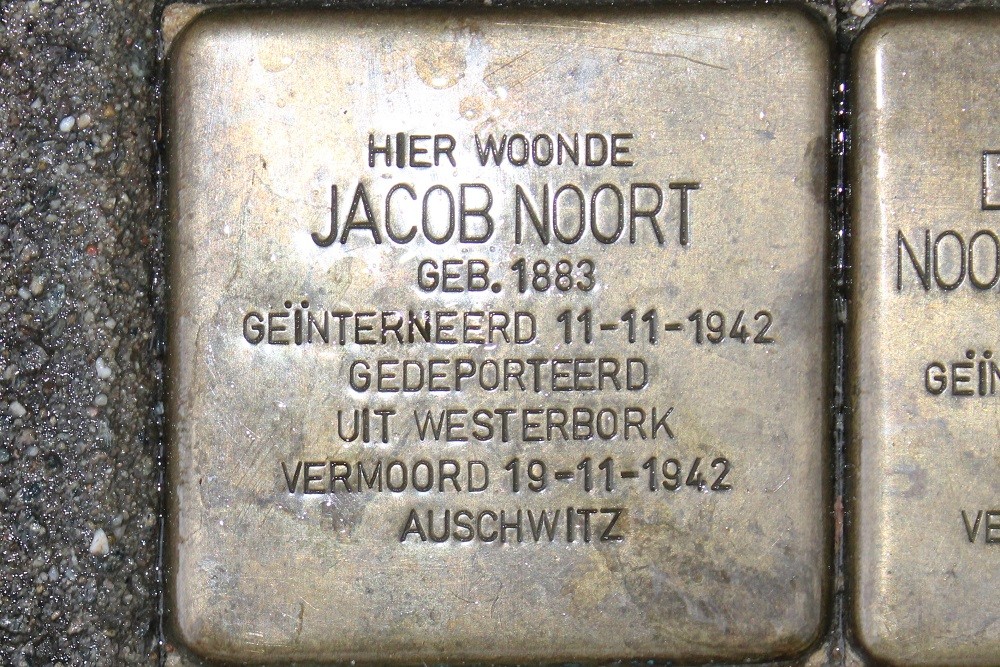 HIER WOONDE
JACOB NOORT
GEB. 1883
GEÏNTERNEERD 11-11-1942
GEDEPORTEERD
UIT WESTERBORK
VERMOORD 19-11-1942
AUSCHWITZ
NOO
GEÏN
VE